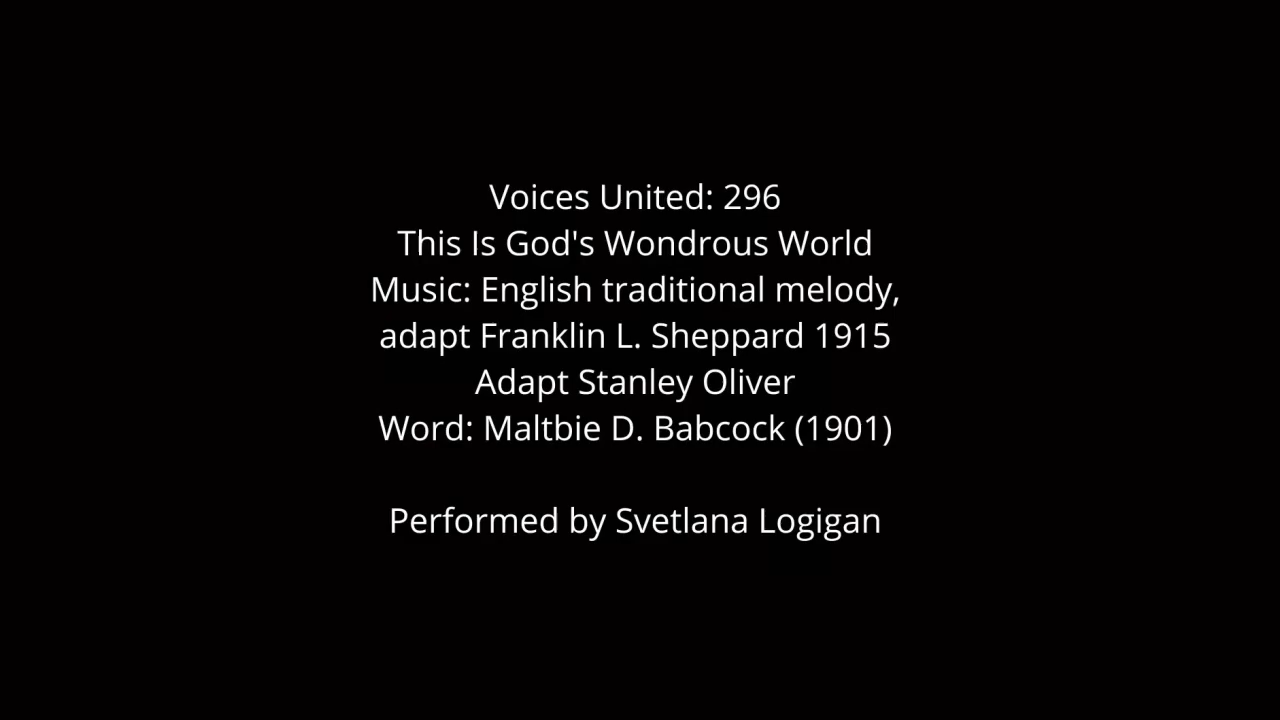 Voices United: 296
This Is God's Wondrous World
Music: English traditional melody,
adapt Franklin L. Sheppard 1915
Adapt Stanley Oliver
Word: Maltbie D. Babcock (1901)
Performed by Svetlana Logigan